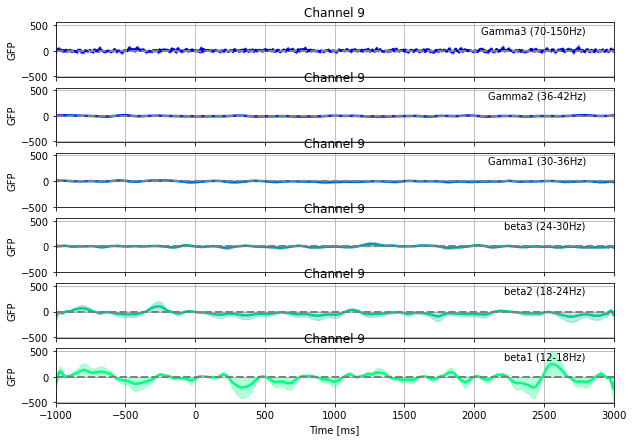 Channel 9
500
0
−500
GFP
Gamma3 (70-150Hz)
Channel 9
500
0
−500
GFP
Gamma2 (36-42Hz)
Channel 9
500
0
−500
GFP
Gamma1 (30-36Hz)
Channel 9
500
0
−500
GFP
beta3 (24-30Hz)
Channel 9
500
0
−500
GFP
beta2 (18-24Hz)
Channel 9
500
0
−500
GFP
beta1 (12-18Hz)
−1000 −500 0 500 1000 1500 2000 2500 3000
Time [ms]